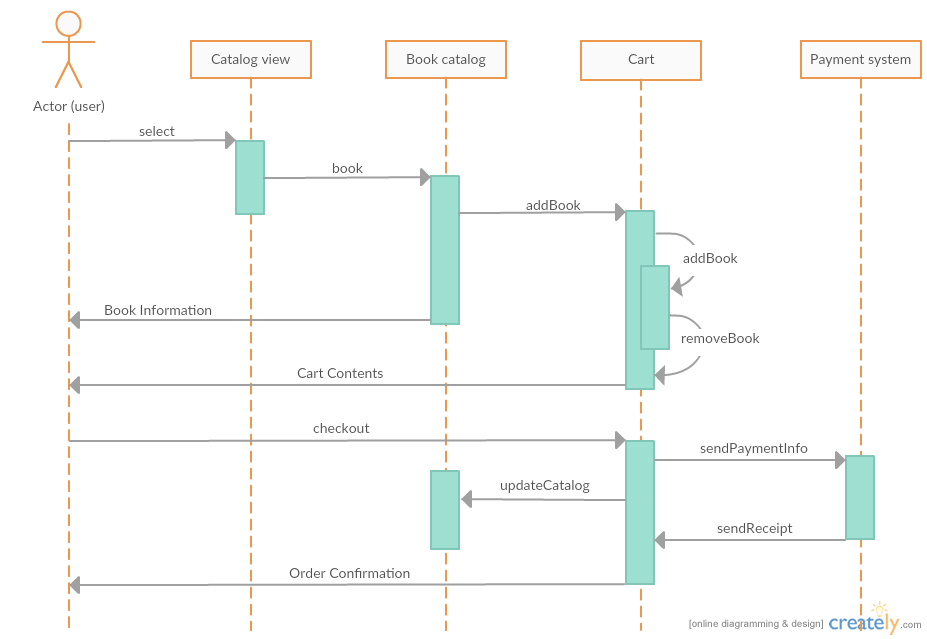 Catalog view
Book catalog
Cart
Payment system
Actor (user)
select
book
addBook
addBook
Book Information
removeBook
Cart Contents
checkout
sendPaymentInfo
updateCatalog
sendReceipt
Order Confirmation
[online diagramming & design] creately.com